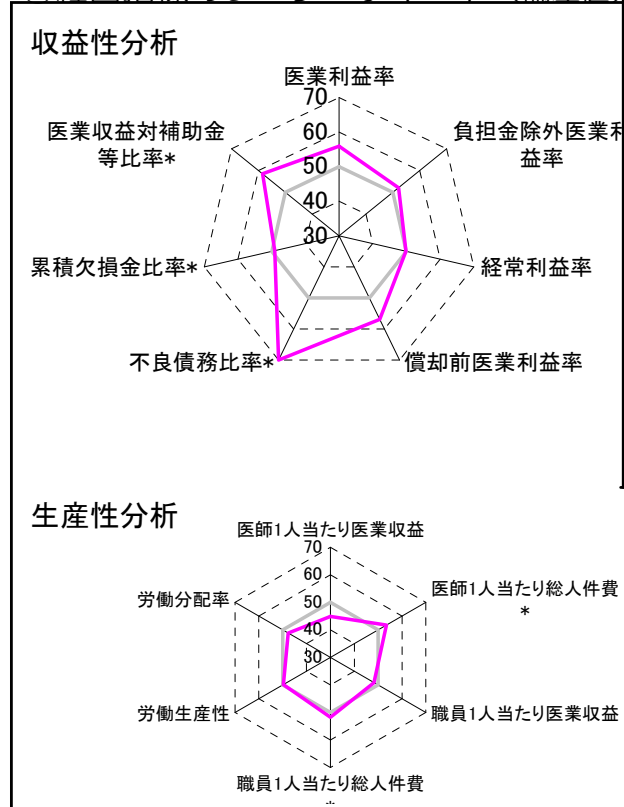 収益性分析
医業利益率
70
60
50
40
30
医業収益対補助金
等比率*
負担金除外医業利
益率
累積欠損金比率*
経常利益率
不良債務比率*
償却前医業利益率
生産性分析
医師1人当たり医業収益
70
60
50
40
30
労働分配率
医師1人当たり総人件費
*
労働生産性
職員1人当たり医業収益
職員1人当たり総人件費
*